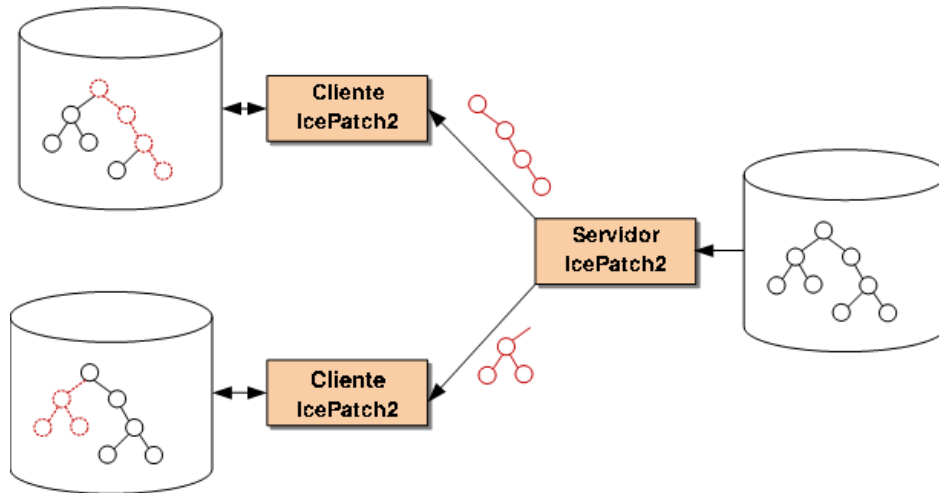 Cliente
IcePatch2
Servidor
IcePatch2
Cliente
IcePatch2